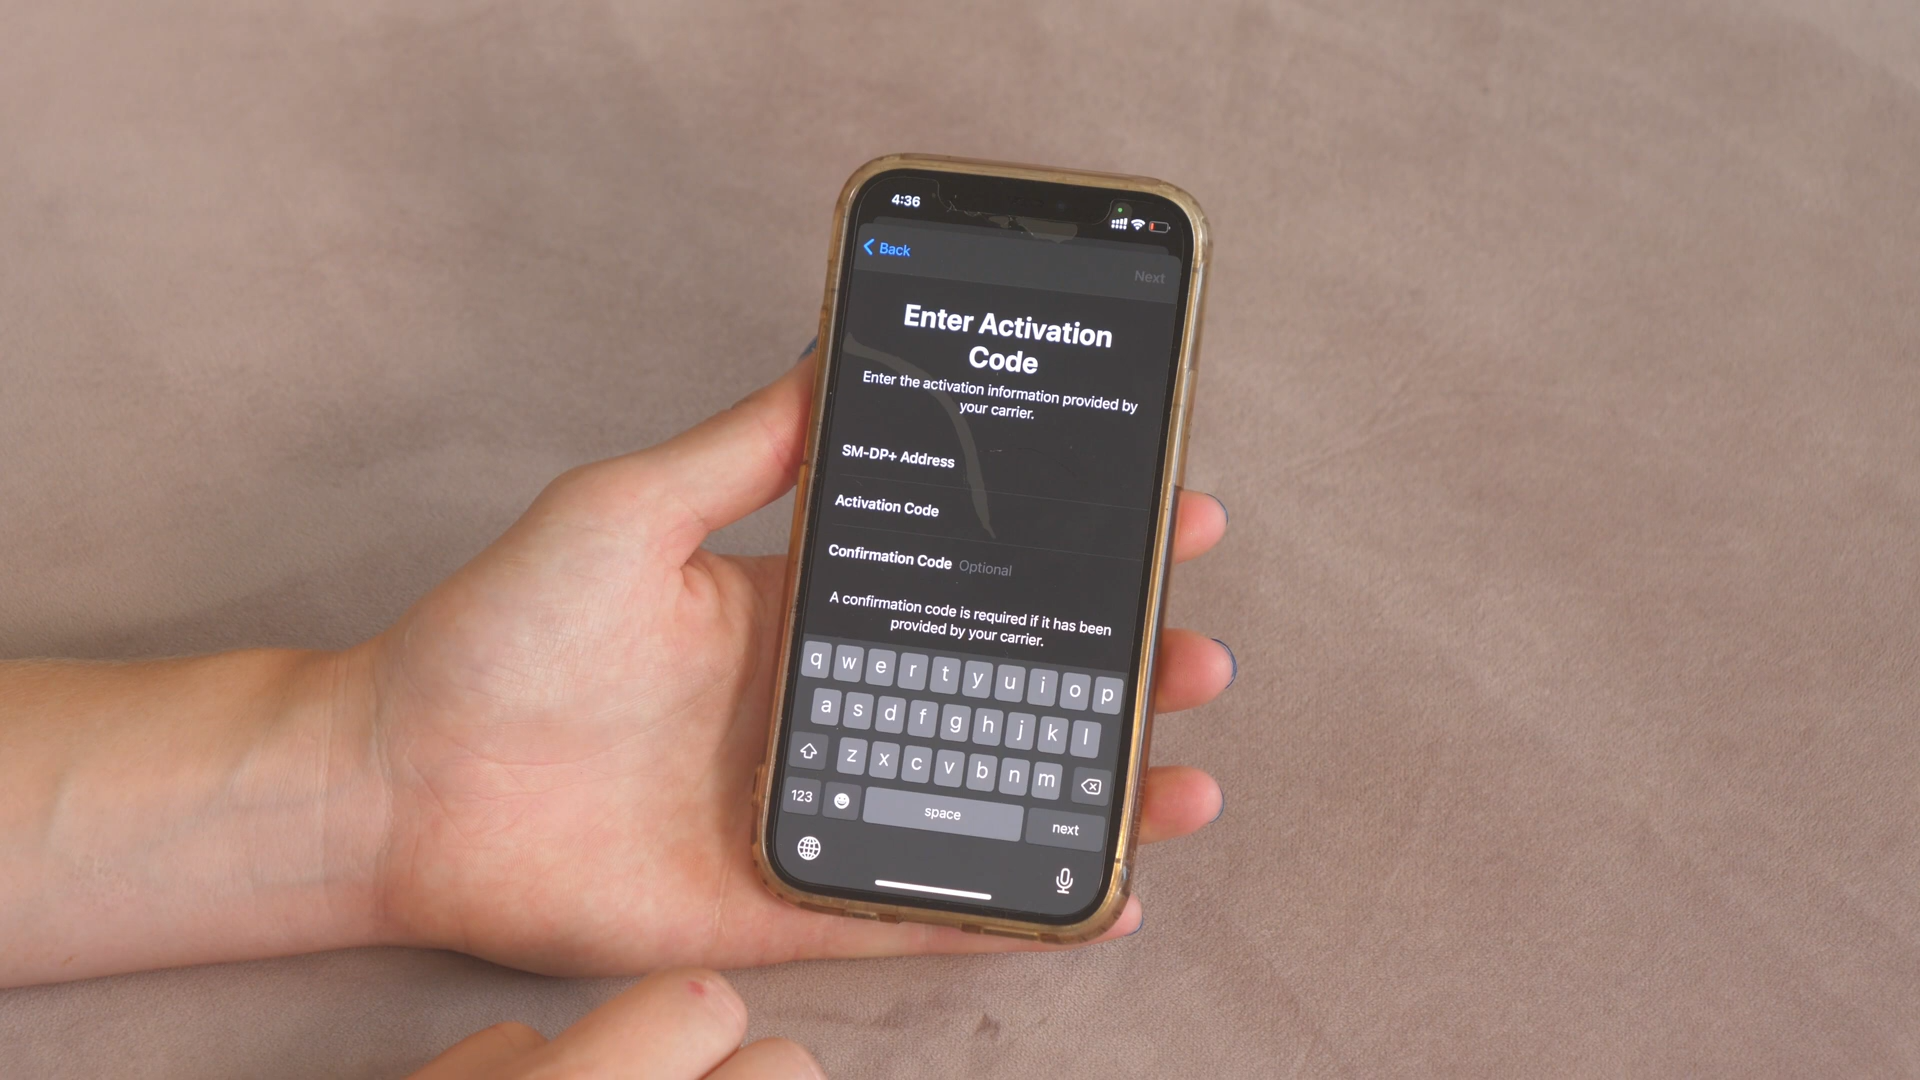 4:36
Back
Next
Enter Activation
Code
Enter the activation information provided by
your carrier.
SM-DP+ Address
Activation Code
Confirmation Code Optional
A confirmation code is required if it has been
provided by your carrier.
q w e r t y u i o p
a s d f g h j k l
z x c v b n m
123 space next